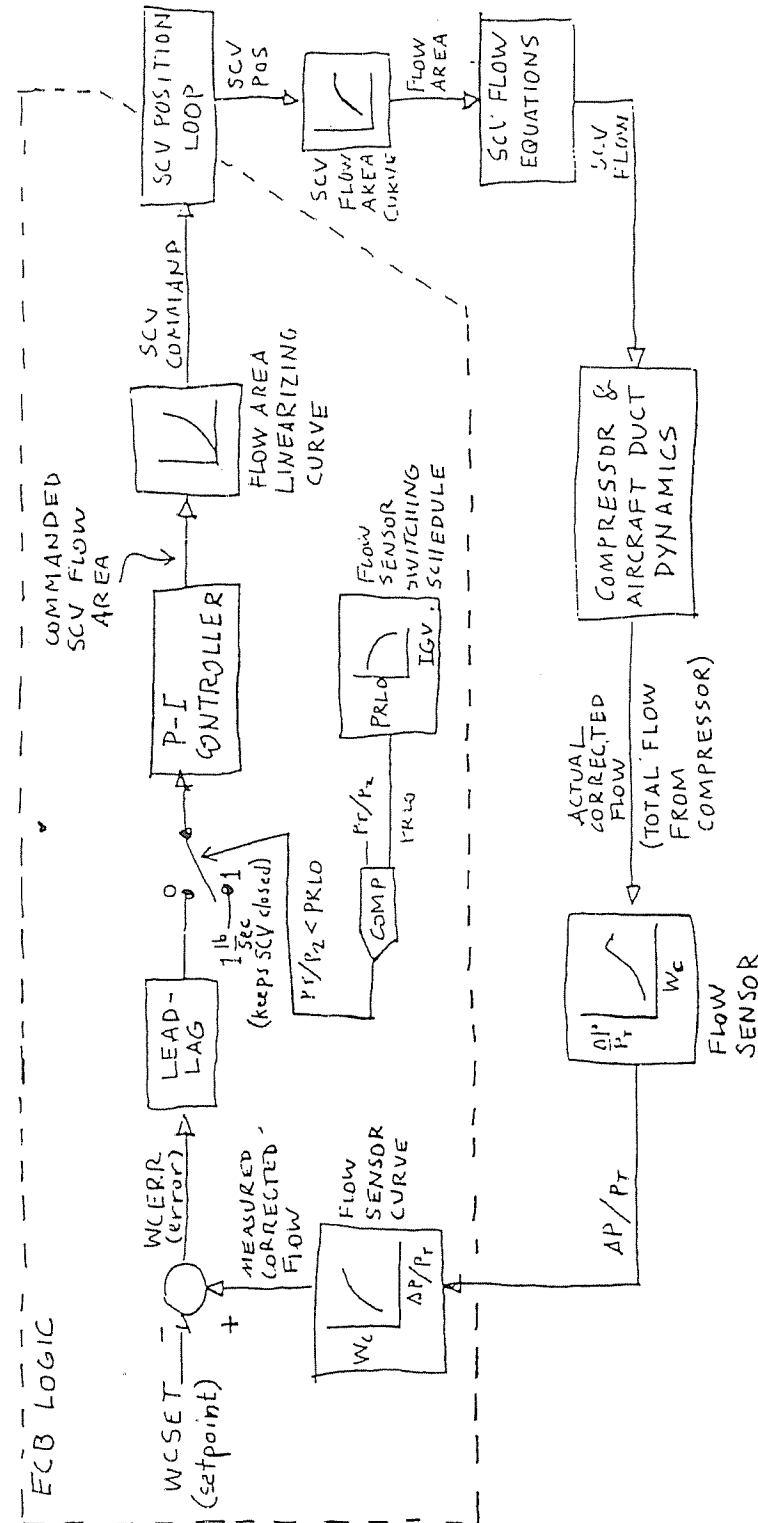 ECB LOGIC
WCSET
(setpoint)
-
+
WCERR
(error)
LEAD-
LAG
0
1
1 lb
sec
(keeps SCV closed)
P-I
CONTROLLER
COMMANDED
SCV FLOW
AREA
FLOW AREA
LINEARIZING
CURVE
SCV
COMMAND
SCV POSITION
LOOP
SCV
POS
SCV
FLOW
AREA
CURVE
FLOW
AREA
SCV FLOW
EQUATIONS
SCV
FLOW
COMPRESSOR &
AIRCRAFT DUCT
DYNAMICS
ACTUAL
CORRECTED
FLOW
(TOTAL FLOW
FROM
COMPRESSOR)
ΔP
PT
WC
FLOW
SENSOR
ΔP/PT
WC
ΔP/PT
FLOW
SENSOR
CURVE
MEASURED
CORRECTED
FLOW
PT/P2 < PRLO
COMP
PT/P2
PRLO
PRLO
IGV
FLOW
SENSOR
SWITCHING
SCHEDULE